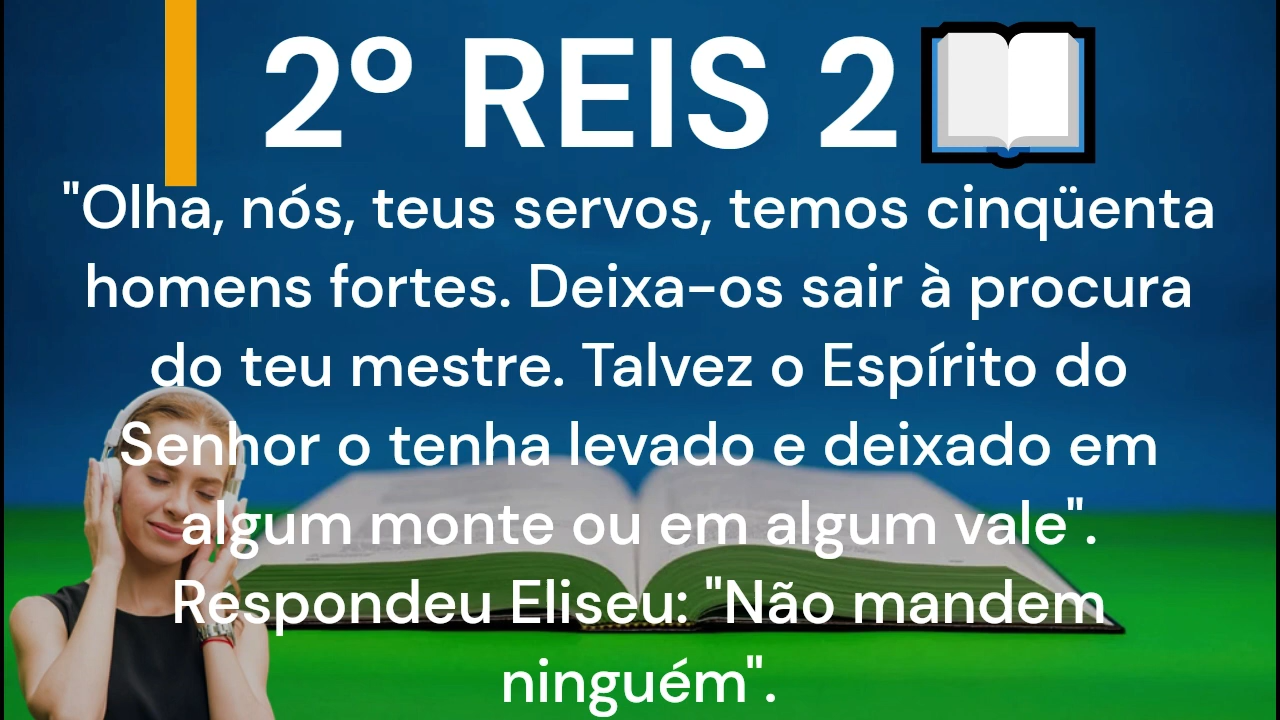 2º REIS 2
"Olha, nós, teus servos, temos cinqüenta
homens fortes. Deixa-os sair à procura
do teu mestre. Talvez o Espírito do
Senhor o tenha levado e deixado em
algum monte ou em algum vale".
Respondeu Eliseu: "Não mandem
ninguém".